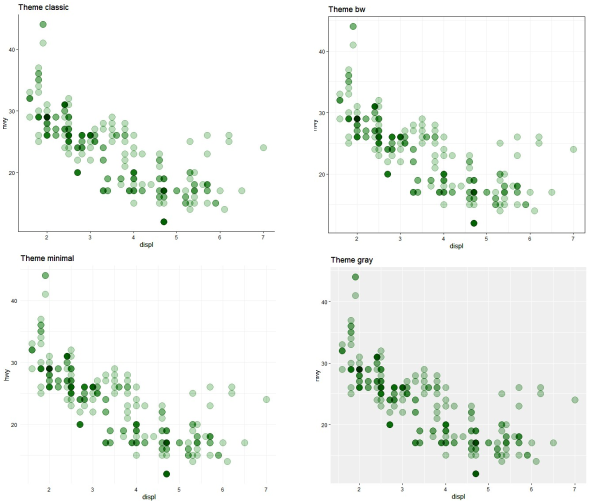 Theme classic
40
30
20
hwy
2 3 4 5 6 7
displ
Theme bw
40
30
20
hwy
2 3 4 5 6 7
displ
Theme minimal
40
30
20
hwy
2 3 4 5 6 7
displ
Theme gray
40
30
20
hwy
2 3 4 5 6 7
displ